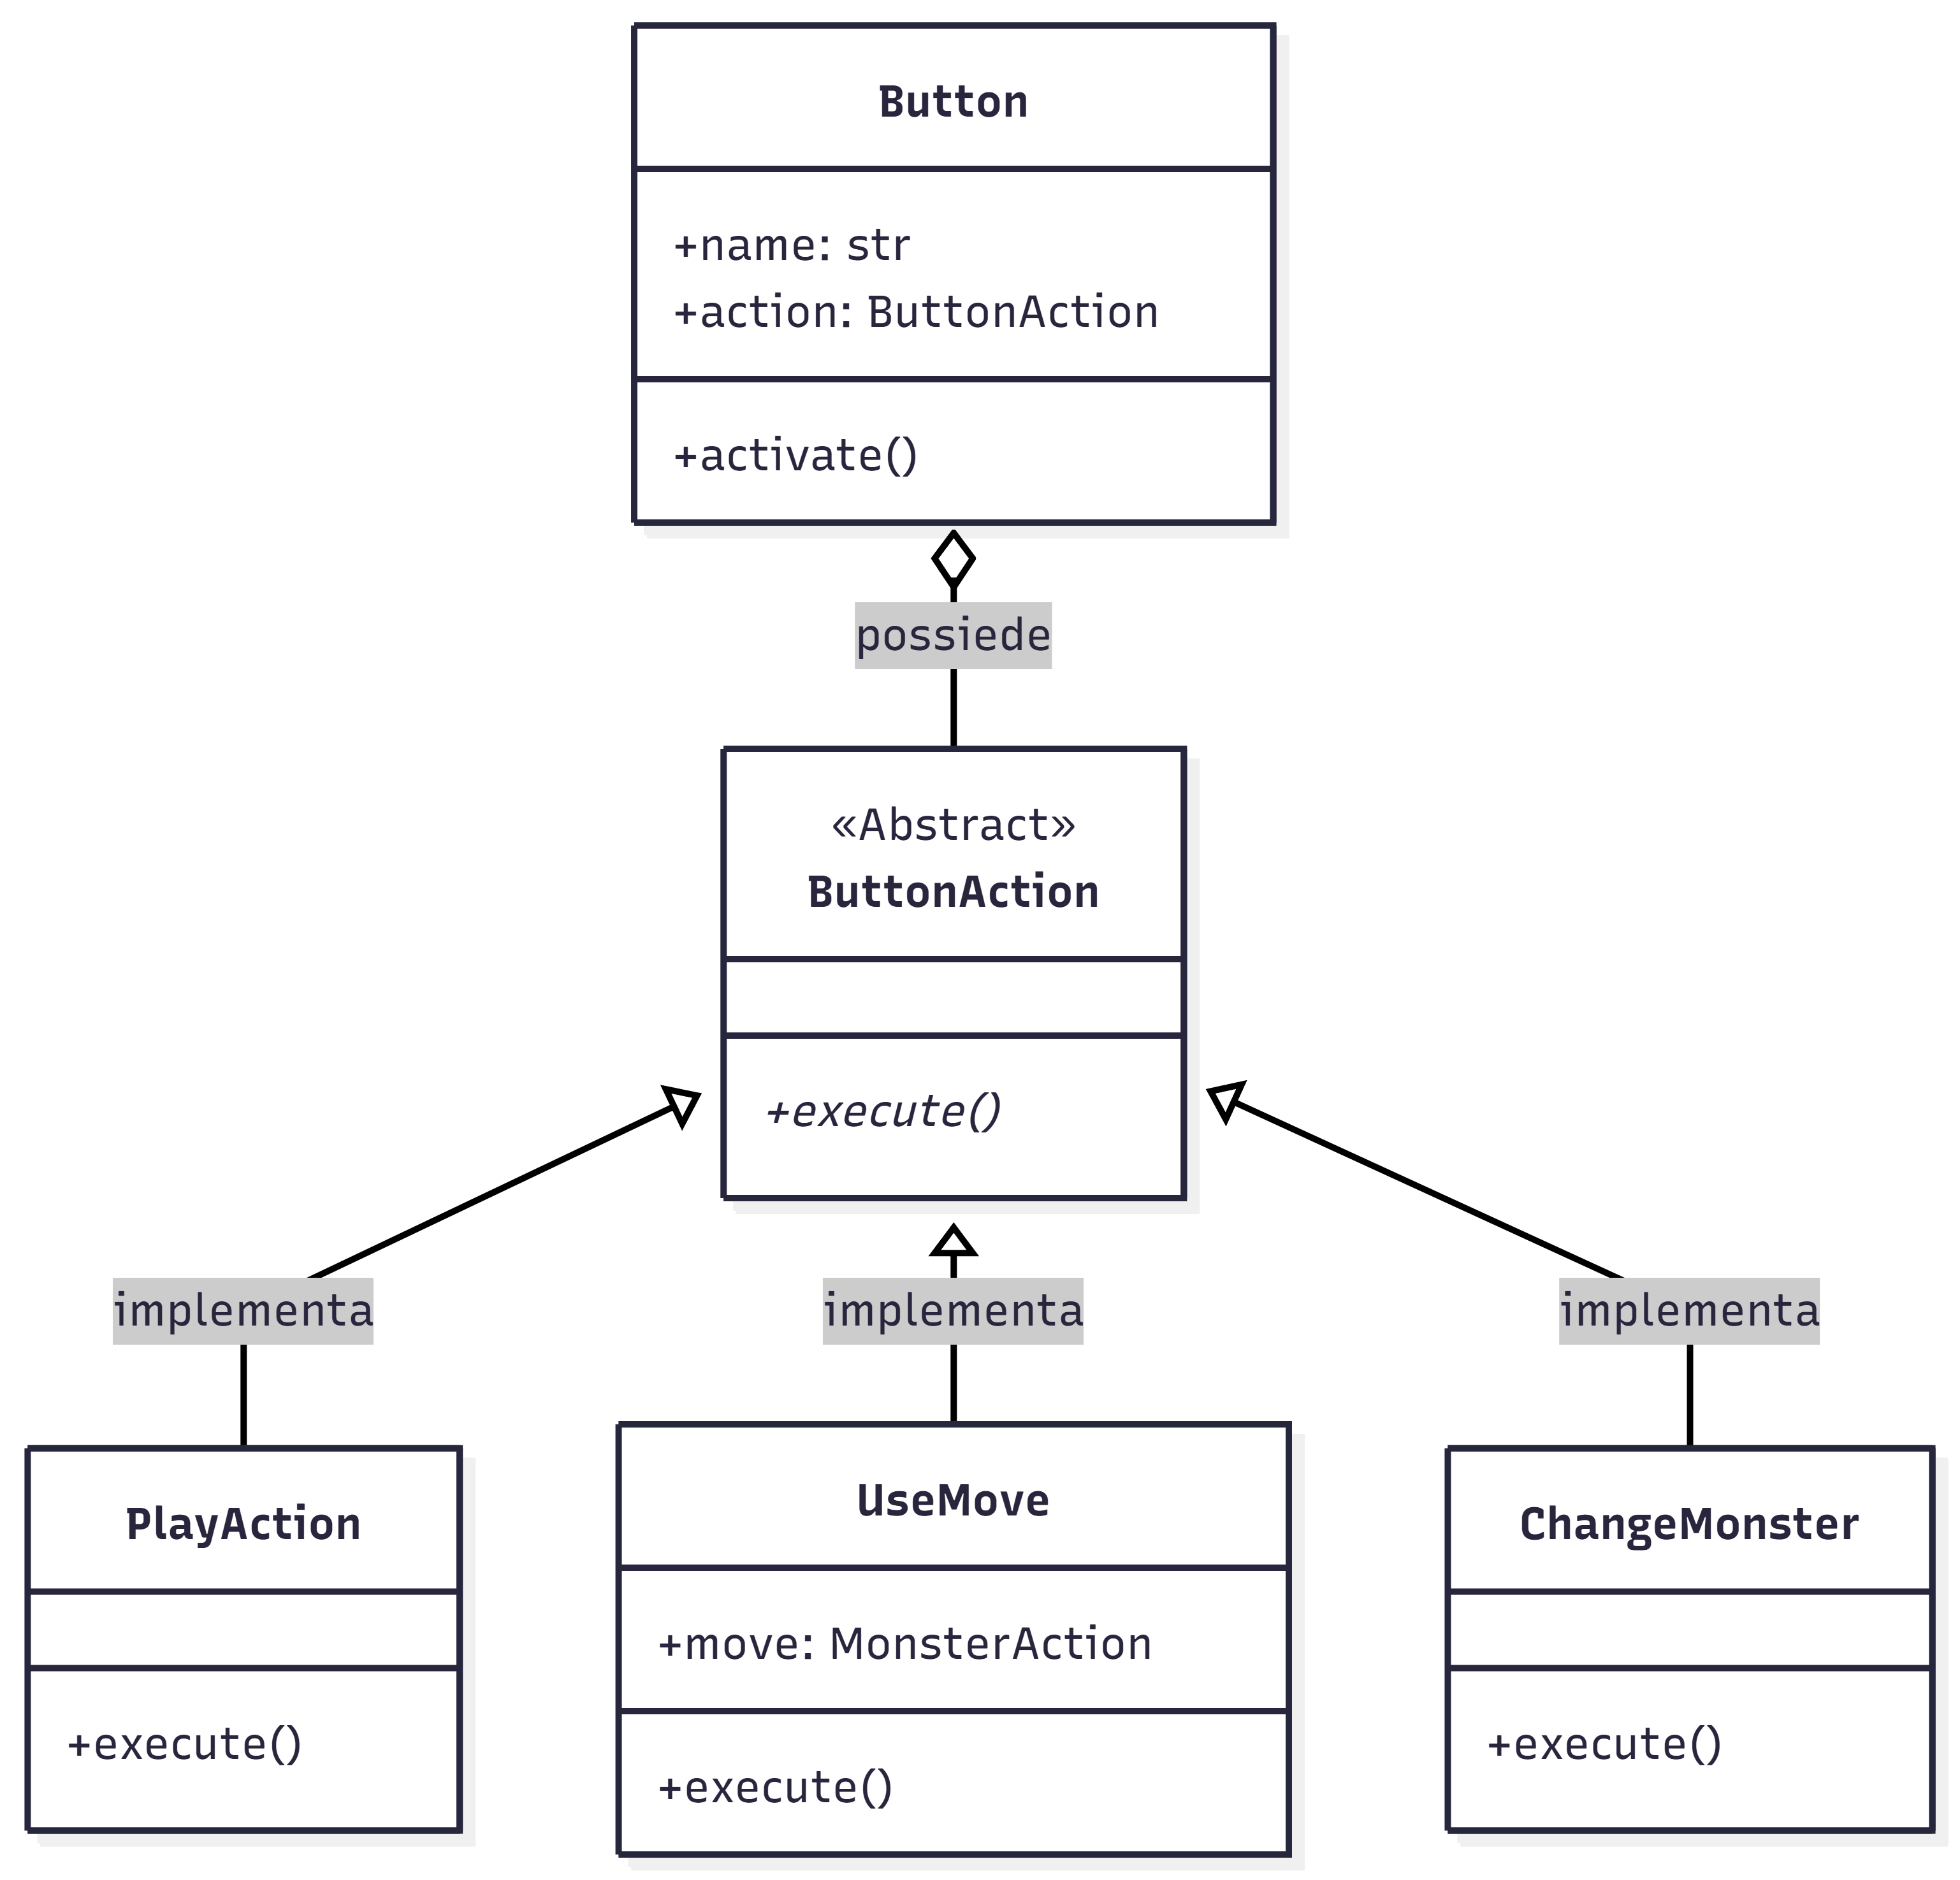 Button
+name: str
+action: ButtonAction
+activate()
possiede
«Abstract»
ButtonAction
+execute()
implementa
implementa
implementa
PlayAction
+execute()
UseMove
+move: MonsterAction
+execute()
ChangeMonster
+execute()